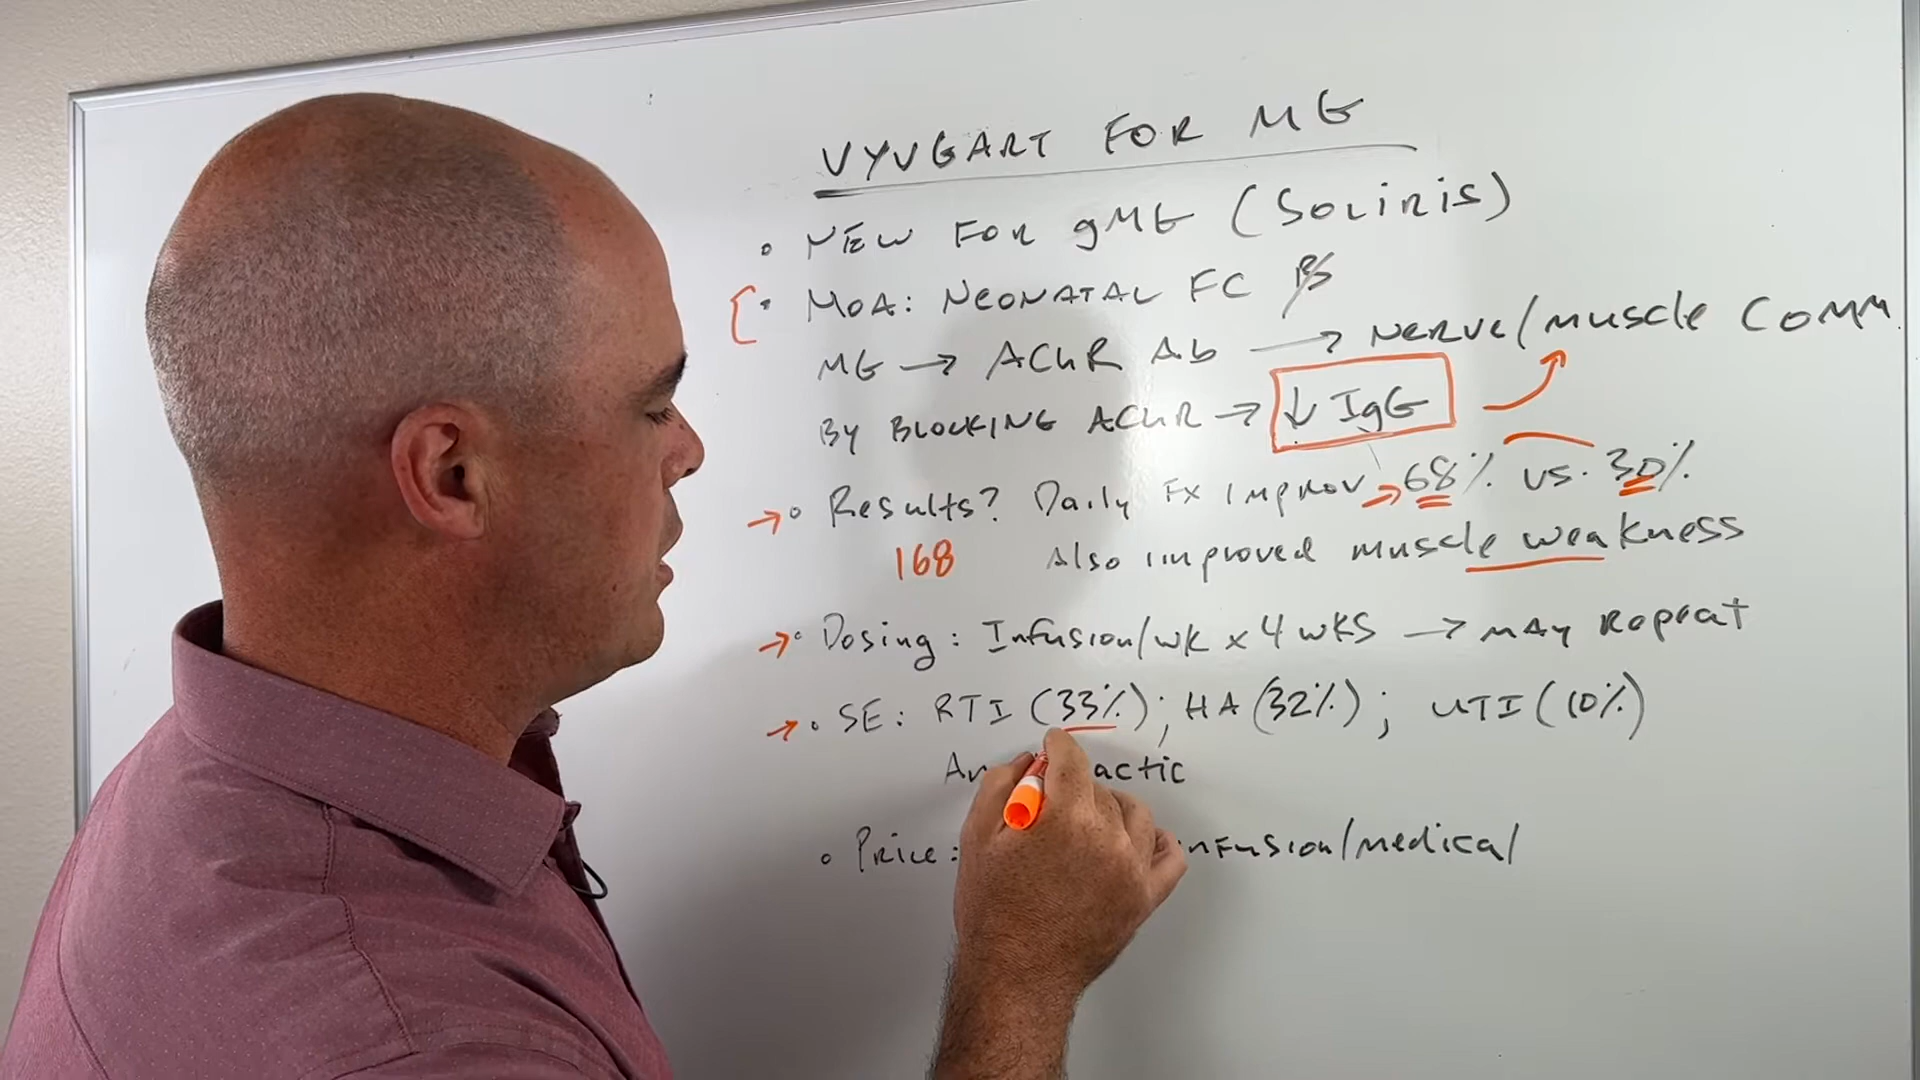 VYVGART FOR MG
• NEW FOR gMG (SOLIRIS)
• MOA: NEONATAL FC
MG → ACHR Ab → NERVE/MUSCLE COMM.
BY BLOCKING ACHR → ↓ IgG
→ • Results? Daily FX Improv → 68% vs. 30%
168 Also improved muscle weakness
→ • Dosing: Infusion/wk x 4 wks → MAY Repeat
→ • SE: RTI (33%); HA (32%); UTI (10%)
• Price: infusion/medical